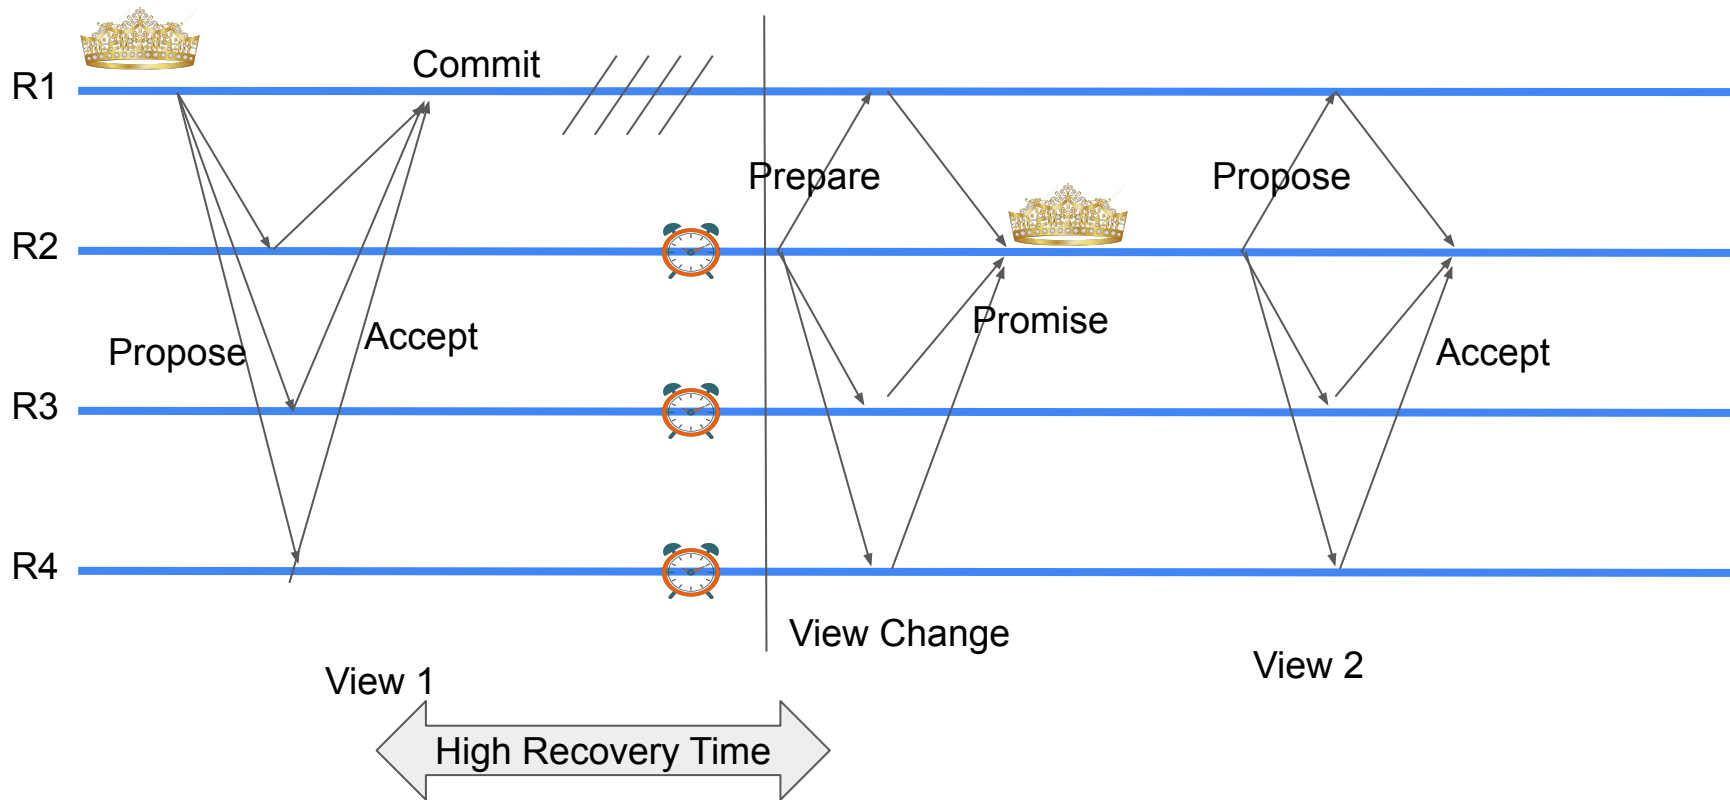 R1
Commit
Prepare
Propose
R2
Promise
Propose
Accept
Accept
R3
R4
View Change
View 1
View 2
High Recovery Time